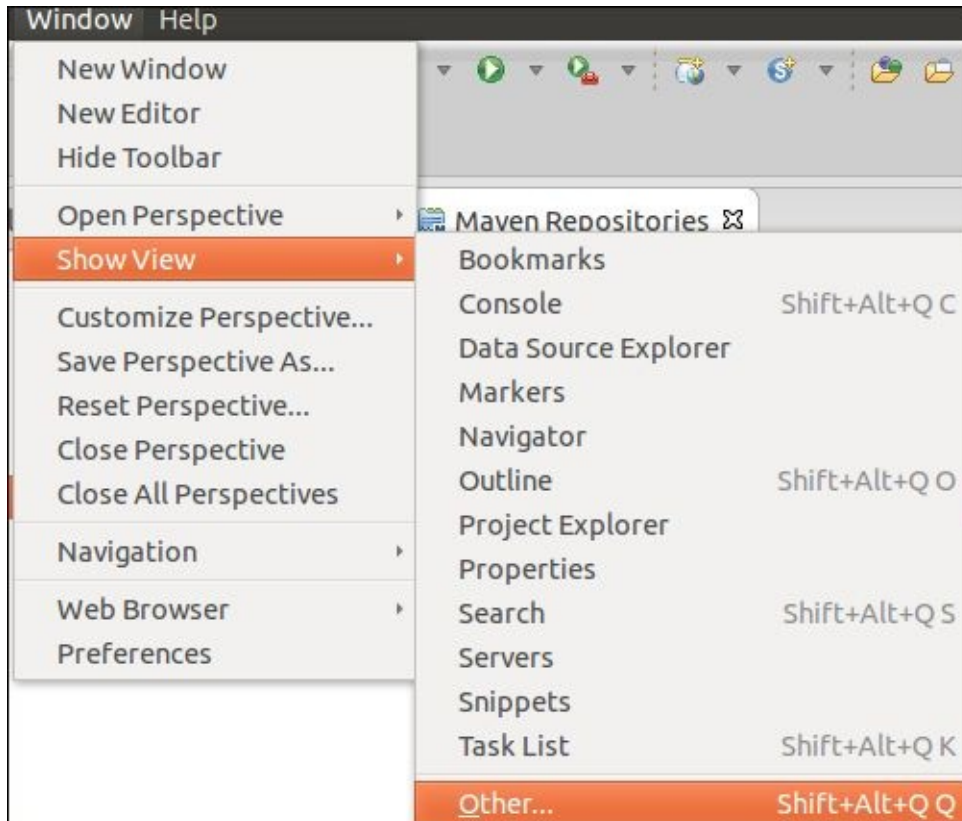 Window Help
New Window
New Editor
Hide Toolbar
Open Perspective
Show View
Customize Perspective...
Save Perspective As...
Reset Perspective...
Close Perspective
Close All Perspectives
Navigation
Web Browser
Preferences
Maven Repositories
Bookmarks
Console Shift+Alt+Q C
Data Source Explorer
Markers
Navigator
Outline Shift+Alt+Q O
Project Explorer
Properties
Search Shift+Alt+Q S
Servers
Snippets
Task List Shift+Alt+Q K
Other... Shift+Alt+Q Q